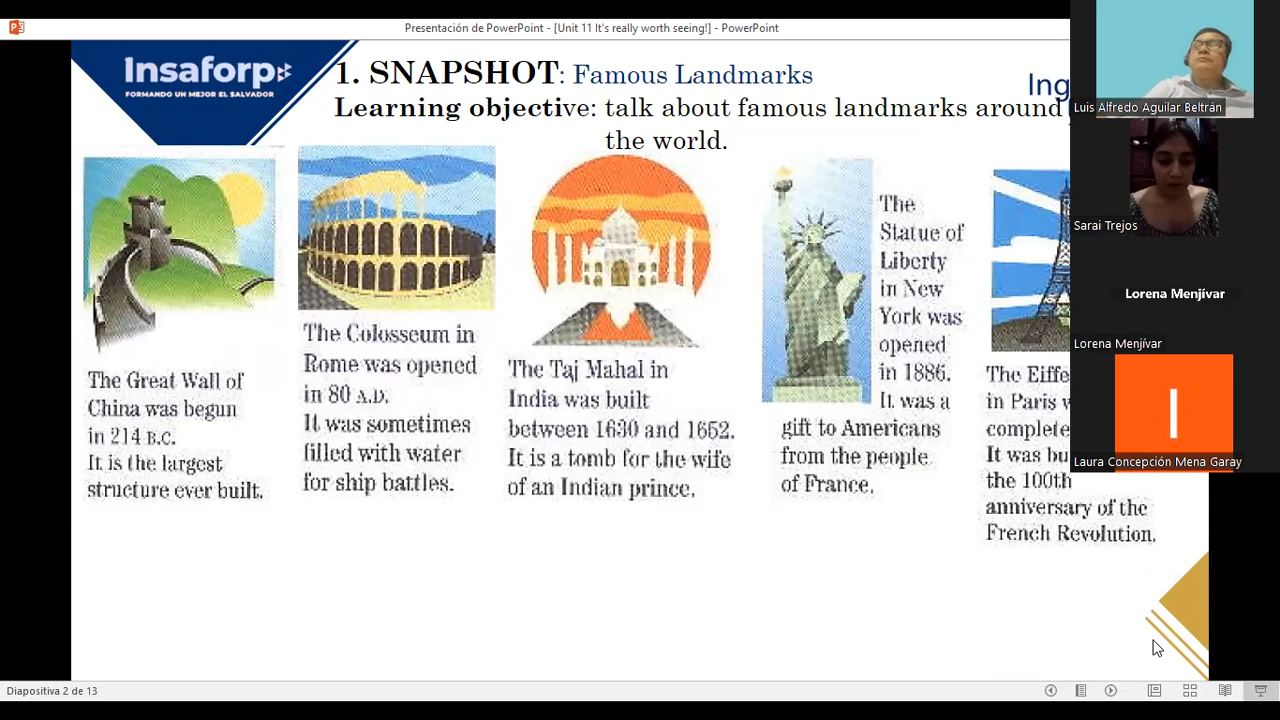 Presentación de PowerPoint - [Unit 11 It's really worth seeing!] - PowerPoint
Insaforp
FORMANDO UN MEJOR EL SALVADOR
1. SNAPSHOT: Famous Landmarks
Learning objective: talk about famous landmarks around
the world.
The Great Wall of
China was begun
in 214 B.C.
It is the largest
structure ever built.
The Colosseum in
Rome was opened
in 80 A.D.
It was sometimes
filled with water
for ship battles.
The Taj Mahal in
India was built
between 1630 and 1652.
It is a tomb for the wife
of an Indian prince.
The
Statue of
Liberty
in New
York was
opened
in 1886.
It was a
gift to Americans
from the people
of France.
The
in Paris
It was
the 100th
anniversary of the
French Revolution.
Luis Alfredo Aguilar Beltrán
Sarai Trejos
Lorena Menjívar
Lorena Menjívar
I
Laura Concepción Mena Garay
Diapositiva 2 de 13